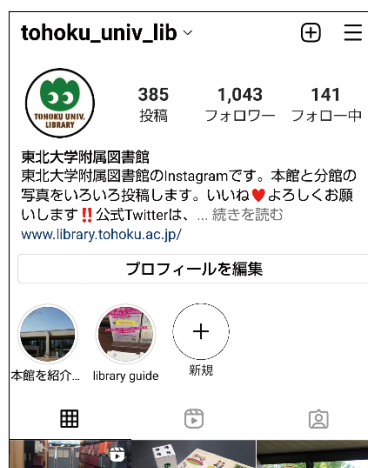 tohoku_univ_lib
TOHOKU UNIV.
LIBRARY
385
投稿
1,043
フォロワー
141
フォロー中
東北大学附属図書館
東北大学附属図書館のInstagramです。本館と分館の
写真をいろいろ投稿します。いいね♥よろしくお願
いします‼公式Twitterは、... 続きを読む
www.library.tohoku.ac.jp/
プロフィールを編集
本館を紹介...
library guide
新規